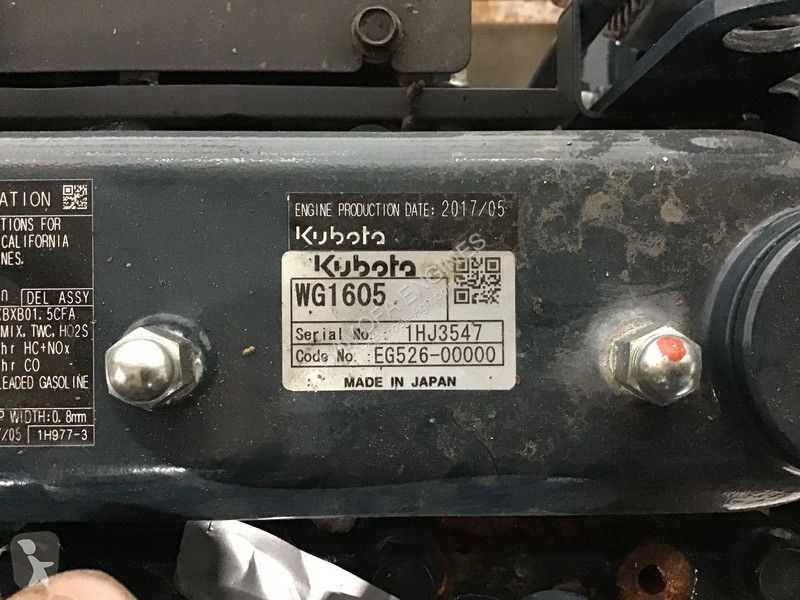 ATION
TIONS FOR
CALIFORNIA
NES.
DEL ASSY
BXB01.5CFA
MIX, TWC, HO2S
hr HC+NOx
hr CO
LEADED GASOLINE
P WIDTH:0.8mm
/05 1H977-3
ENGINE PRODUCTION DATE: 2017/05
Kubota
Kubota
WG1605
Serial No. 1HJ3547
Code No. EG526-00000
MADE IN JAPAN